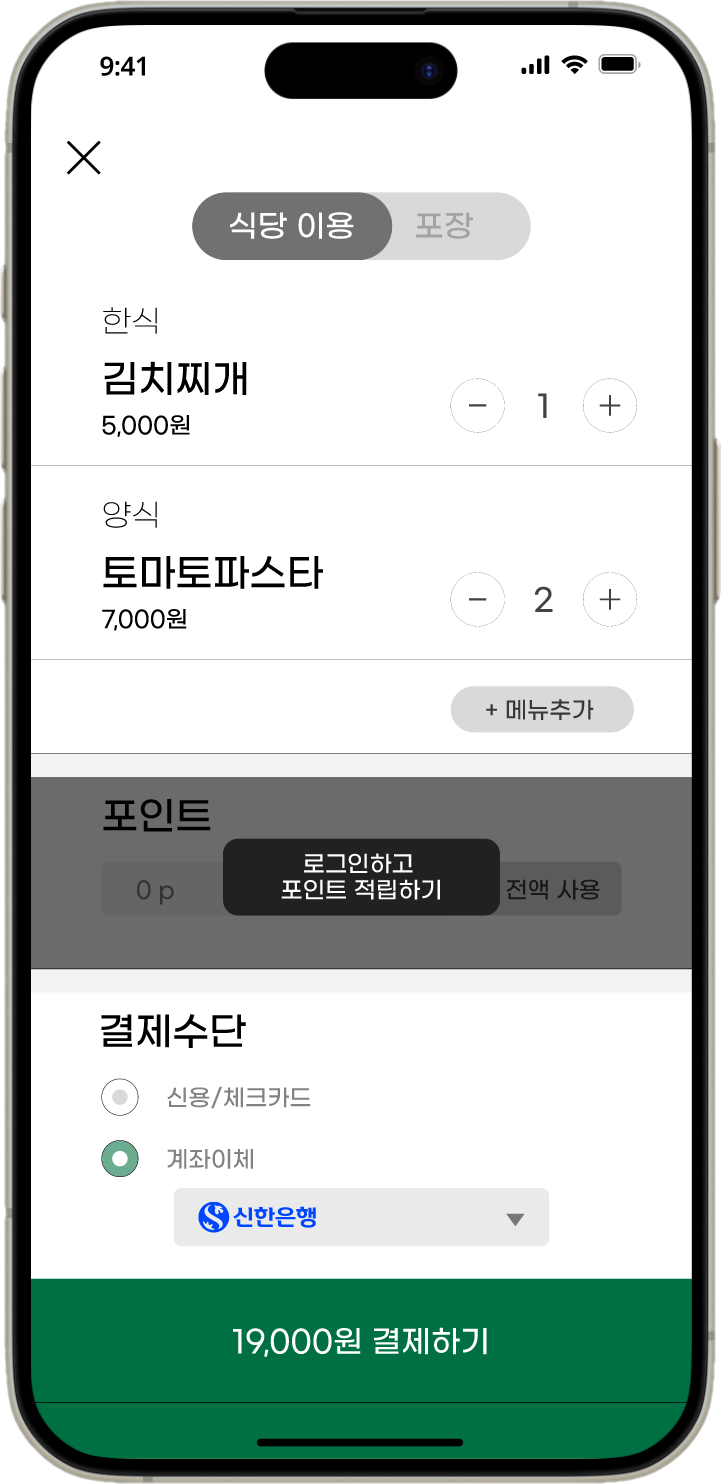 9:41
식당 이용
포장
한식
김치찌개
5,000원
1
양식
토마토파스타
7,000원
2
+ 메뉴추가
포인트
0 p
로그인하고
포인트 적립하기
전액 사용
결제수단
신용/체크카드
계좌이체
신한은행
19,000원 결제하기